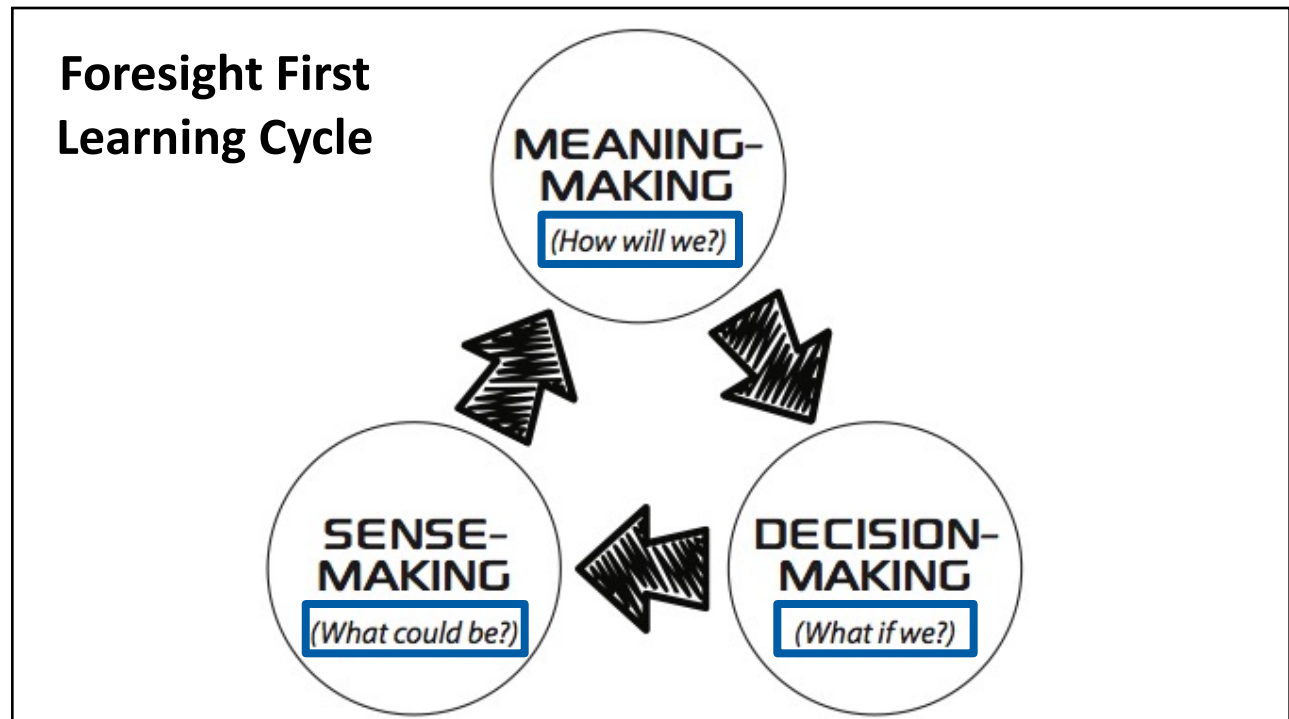 Foresight First
Learning Cycle
MEANING-
MAKING
(How will we?)
SENSE-
MAKING
(What could be?)
DECISION-
MAKING
(What if we?)